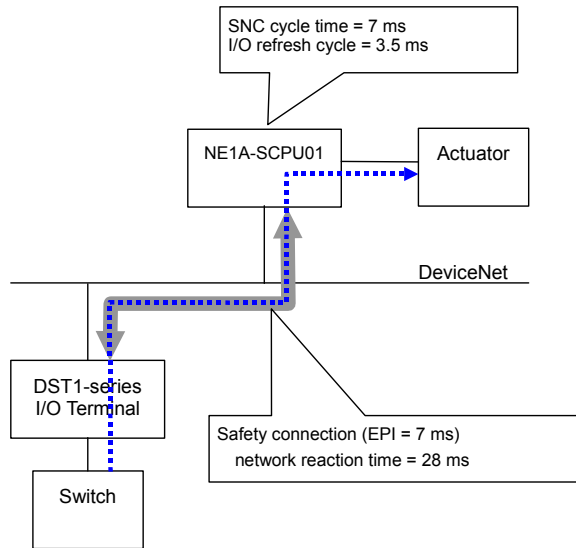 SNC cycle time = 7 ms
I/O refresh cycle = 3.5 ms
NE1A-SCPU01
Actuator
DeviceNet
DST1-series
I/O Terminal
Safety connection (EPI = 7 ms)
network reaction time = 28 ms
Switch